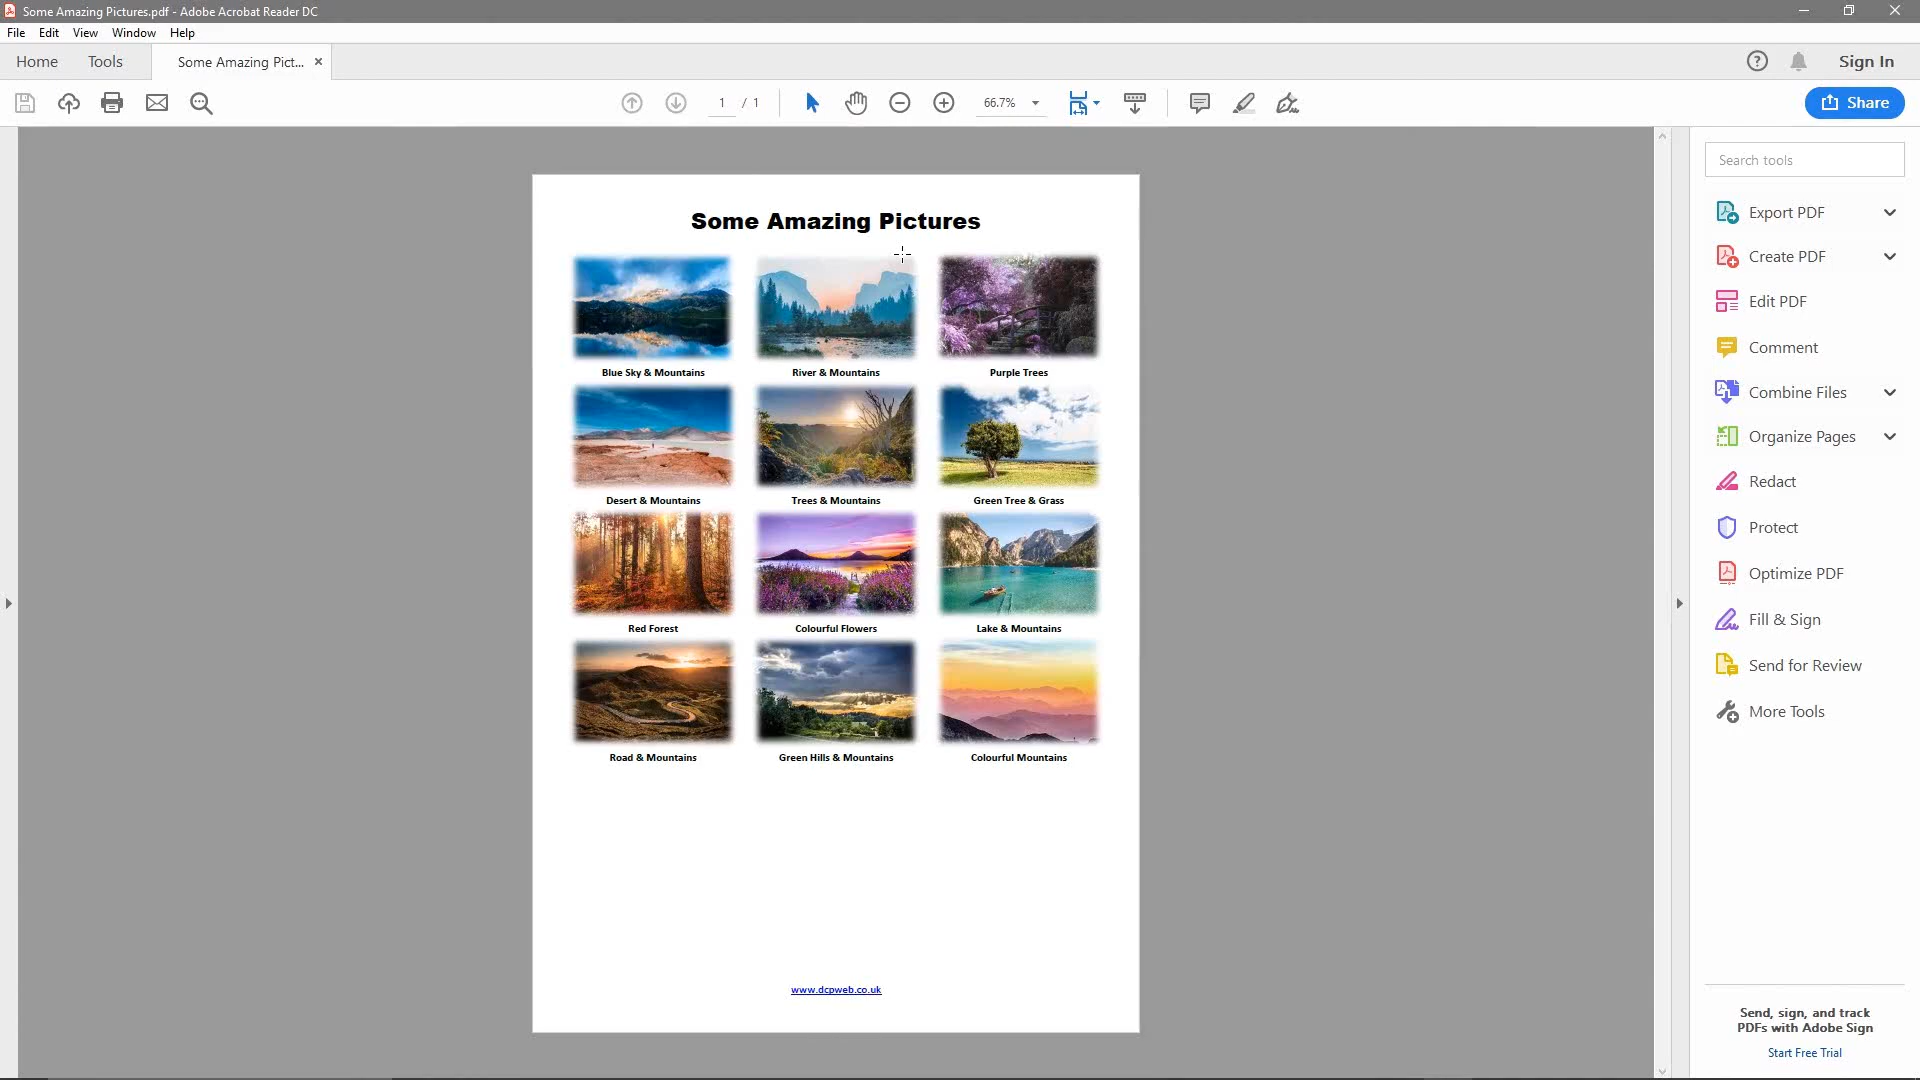 Some Amazing Pictures.pdf - Adobe Acrobat Reader DC
File Edit View Window Help
Home Tools Some Amazing Pict... Sign In
1 / 1 66.7% Share
Search tools
Export PDF
Create PDF
Edit PDF
Comment
Combine Files
Organize Pages
Redact
Protect
Optimize PDF
Fill & Sign
Send for Review
More Tools
Send, sign, and track
PDFs with Adobe Sign
Start Free Trial
Some Amazing Pictures
Blue Sky & Mountains River & Mountains Purple Trees
Desert & Mountains Trees & Mountains Green Tree & Grass
Red Forest Colourful Flowers Lake & Mountains
Road & Mountains Green Hills & Mountains Colourful Mountains
www.dcpweb.co.uk